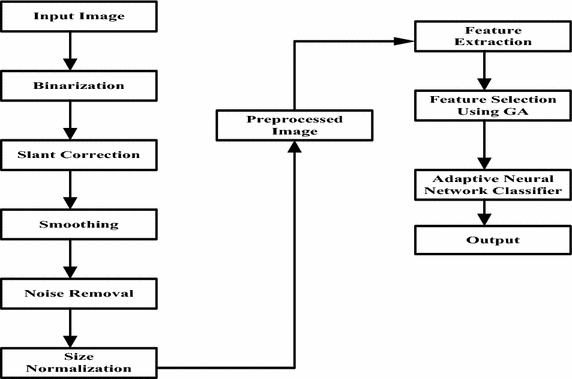 Input Image
Binarization
Slant Correction
Smoothing
Noise Removal
Size
Normalization
Preprocessed
Image
Feature
Extraction
Feature Selection
Using GA
Adaptive Neural
Network Classifier
Output